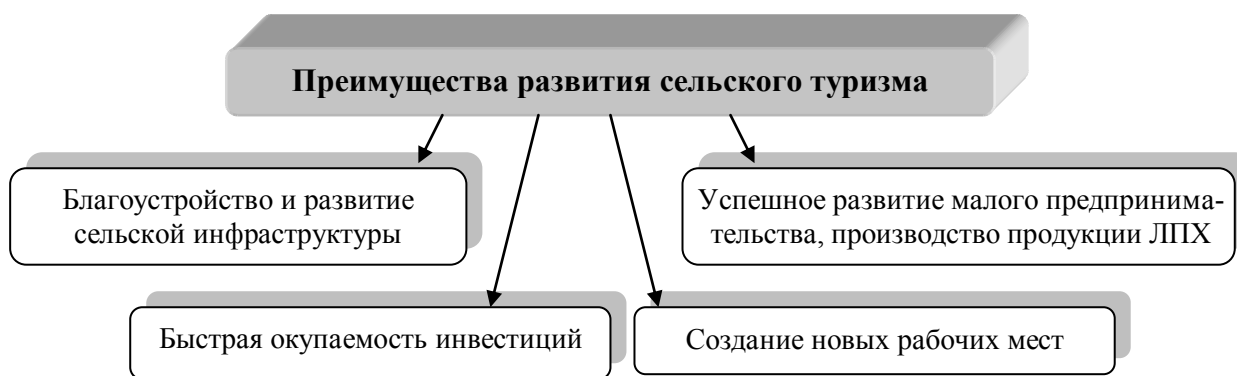 Преимущества развития сельского туризма
Благоустройство и развитие
сельской инфраструктуры
Успешное развитие малого предпринима-
тельства, производство продукции ЛПХ
Быстрая окупаемость инвестиций
Создание новых рабочих мест